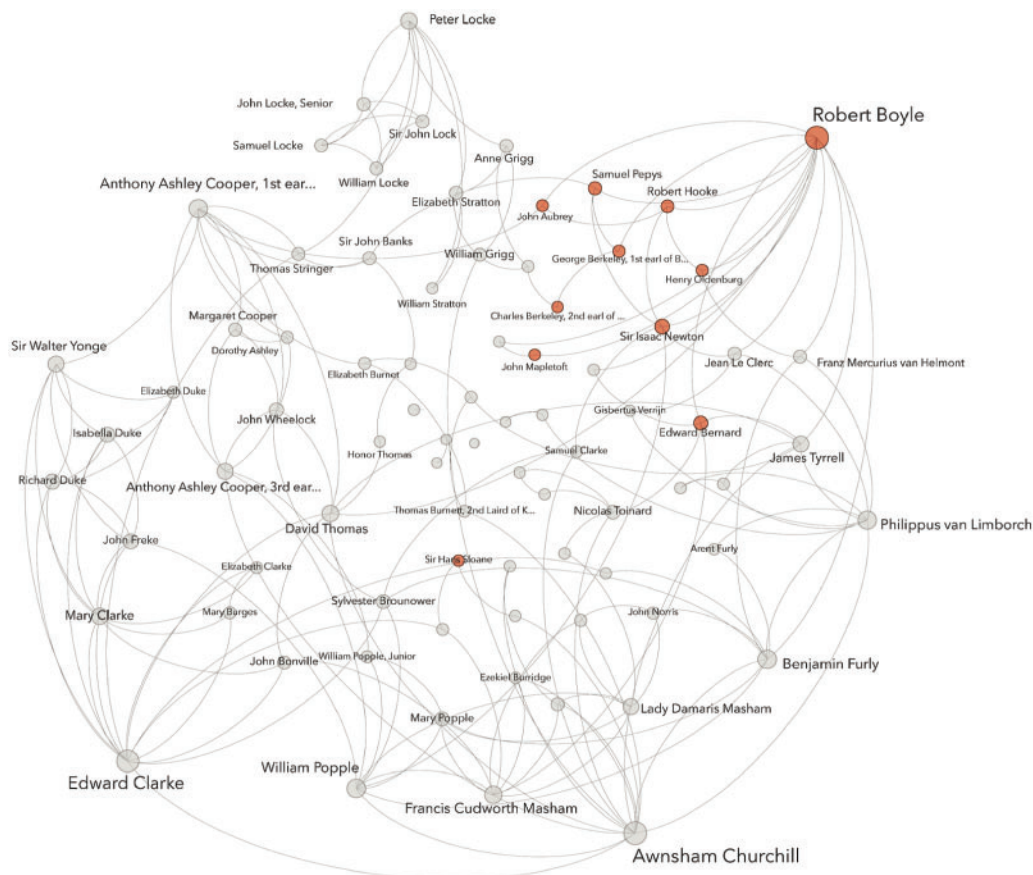 Peter Locke
John Locke, Senior
Robert Boyle
Sir John Lock
Samuel Locke
Anne Grigg
Samuel Pepys
William Locke
Anthony Ashley Cooper, 1st ear...
Robert Hooke
Elizabeth Stratton
John Aubrey
Sir John Banks
William Grigg
George Berkeley, 1st earl of B...
Thomas Stringer
Henry Oldenburg
William Stratton
Margaret Cooper
Charles Berkeley, 2nd earl of ...
Sir Isaac Newton
Sir Walter Yonge
Dorothy Ashley
Jean Le Clerc
Franz Mercurius van Helmont
John Mapletoft
Elizabeth Burnet
Elizabeth Duke
Gisbertus Verrijn
John Wheelock
Isabella Duke
Edward Bernard
Honor Thomas
Samuel Clarke
James Tyrrell
Richard Duke
Anthony Ashley Cooper, 3rd ear...
Thomas Burnett, 2nd Laird of K...
Nicolas Toinard
David Thomas
Philippus van Limborch
John Freke
Arent Furly
Sir Hans Sloane
Elizabeth Clarke
Sylvester Brounower
Mary Clarke
Mary Barges
John Norris
William Popple, Junior
John Bonville
Benjamin Furly
Ezekiel Burridge
Lady Damaris Masham
Mary Popple
William Popple
Edward Clarke
Francis Cudworth Masham
Awnsham Churchill